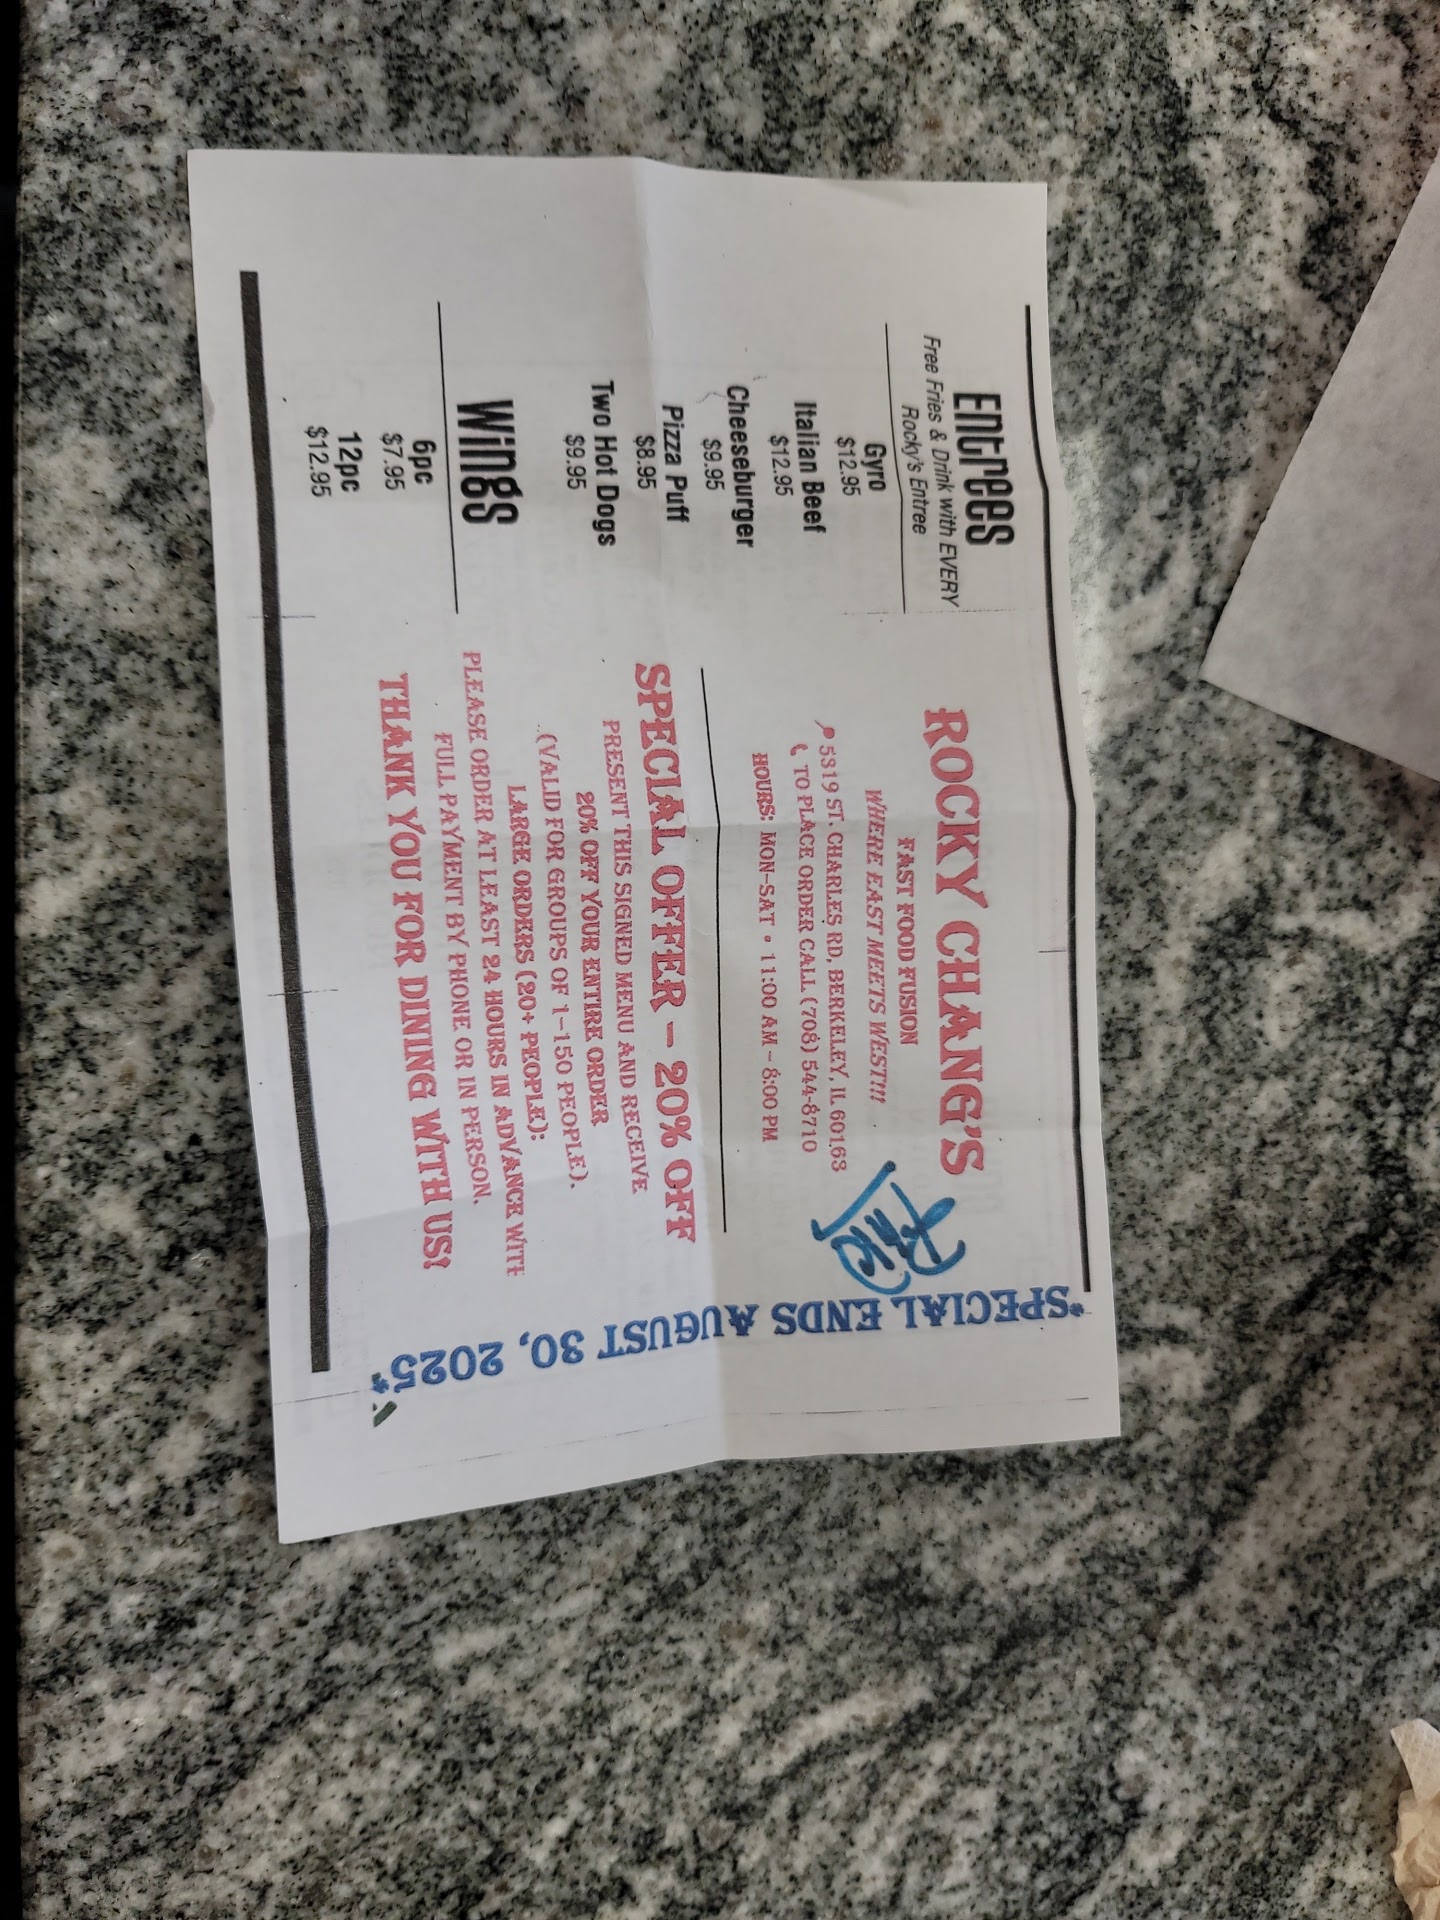 Entrees
Free Fries & Drink with EVERY
Rocky's Entree
Gyro
$12.95
Italian Beef
$12.95
Cheeseburger
$9.95
Pizza Puff
$8.95
Two Hot Dogs
$9.95
Wings
6pc
$7.95
12pc
$12.95
ROCKY CHANG'S
FAST FOOD FUSION
WHERE EAST MEETS WEST!!!
5819 ST. CHARLES RD, BERKELEY, IL 60163
TO PLACE ORDER CALL (708) 544-8710
HOURS: MON-SAT • 11:00 AM - 8:00 PM
SPECIAL OFFER - 20% OFF
PRESENT THIS SIGNED MENU AND RECEIVE
20% OFF YOUR ENTIRE ORDER
(VALID FOR GROUPS OF 1-150 PEOPLE).
LARGE ORDERS (20+ PEOPLE):
PLEASE ORDER AT LEAST 24 HOURS IN ADVANCE WITH
FULL PAYMENT BY PHONE OR IN PERSON.
THANK YOU FOR DINING WITH US!
*SPECIAL ENDS AUGUST 30, 2025*